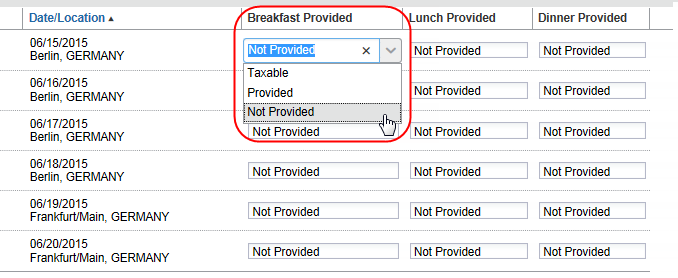 Date/Location Breakfast Provided Lunch Provided Dinner Provided
06/15/2015
Berlin, GERMANY
Not Provided Not Provided Not Provided
Taxable
Provided
Not Provided
06/16/2015
Berlin, GERMANY
Not Provided Not Provided
06/17/2015
Berlin, GERMANY
Not Provided Not Provided Not Provided
06/18/2015
Berlin, GERMANY
Not Provided Not Provided Not Provided
06/19/2015
Frankfurt/Main, GERMANY
Not Provided Not Provided Not Provided
06/20/2015
Frankfurt/Main, GERMANY
Not Provided Not Provided Not Provided